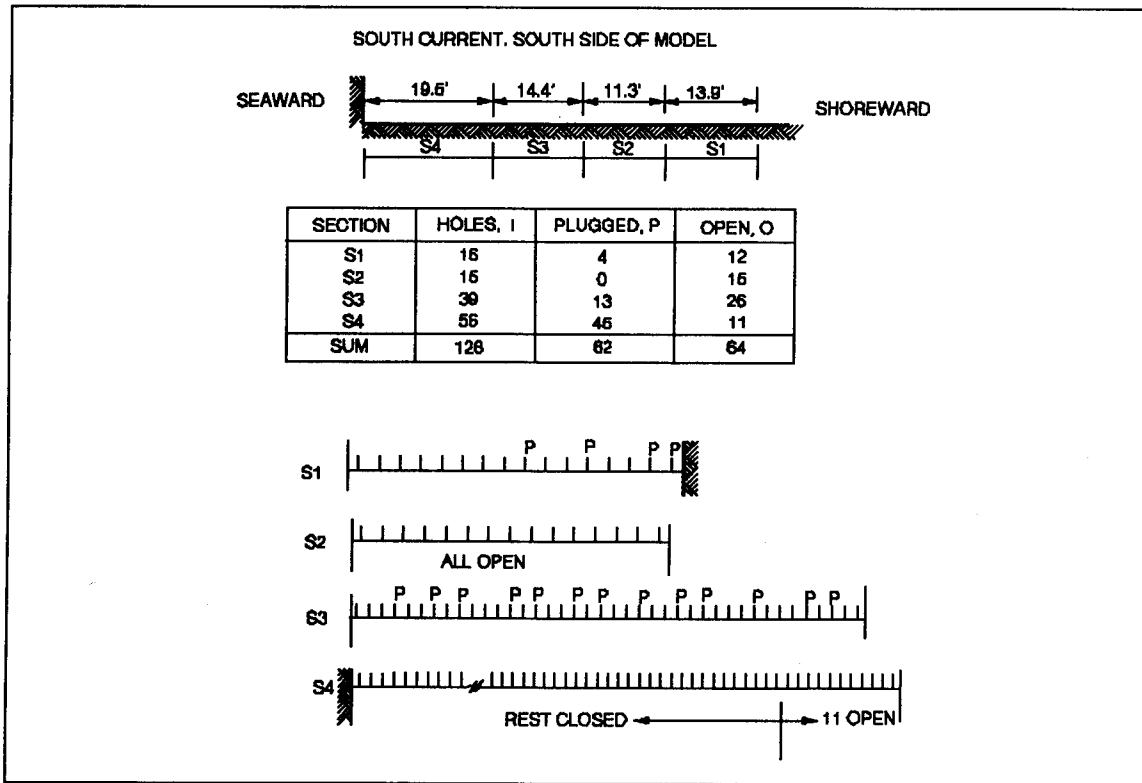 SOUTH CURRENT, SOUTH SIDE OF MODEL
SEAWARD 19.5' 14.4' 11.3' 13.9' SHOREWARD
S4 S3 S2 S1
SECTION HOLES, I PLUGGED, P OPEN, O
S1 16 4 12
S2 15 0 15
S3 39 13 26
S4 56 45 11
SUM 126 62 64
P P P P
S1
S2
ALL OPEN
P P P P P P P P P P P P P
S3
S4
REST CLOSED 11 OPEN